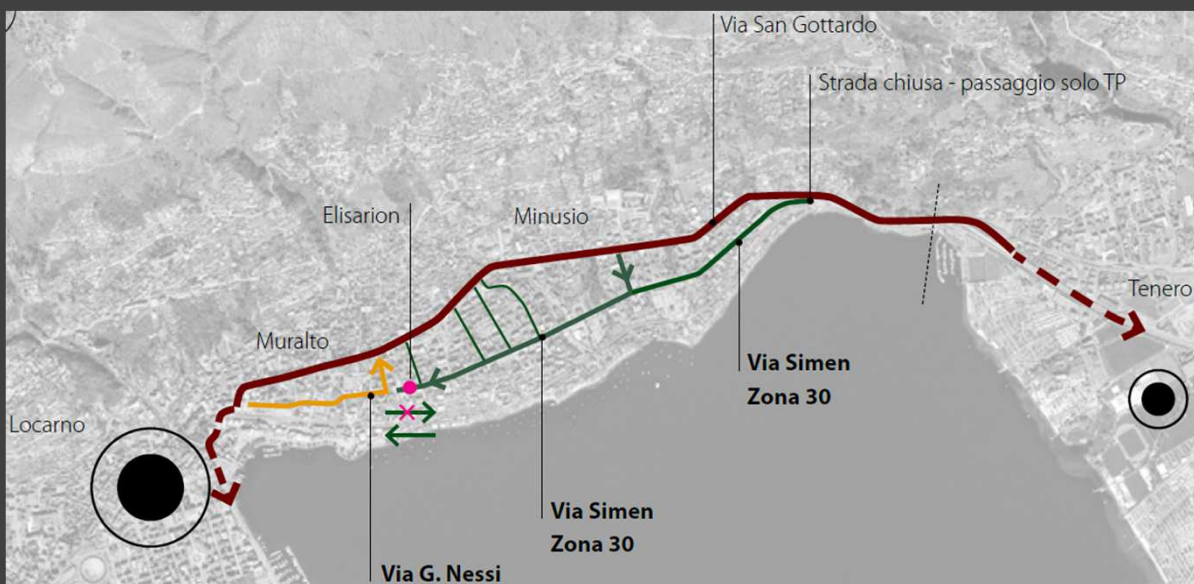 Via San Gottardo
Strada chiusa - passaggio solo TP
Elisarion
Minusio
Tenero
Muralto
Via Simen
Zona 30
Locarno
Via Simen
Zona 30
Via G. Nessi